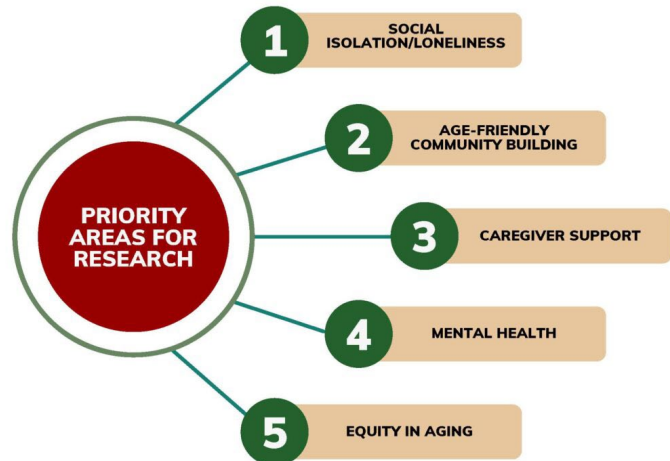 PRIORITY
AREAS FOR
RESEARCH
1
SOCIAL
ISOLATION/LONELINESS
2
AGE-FRIENDLY
COMMUNITY BUILDING
3
CAREGIVER SUPPORT
4
MENTAL HEALTH
5
EQUITY IN AGING